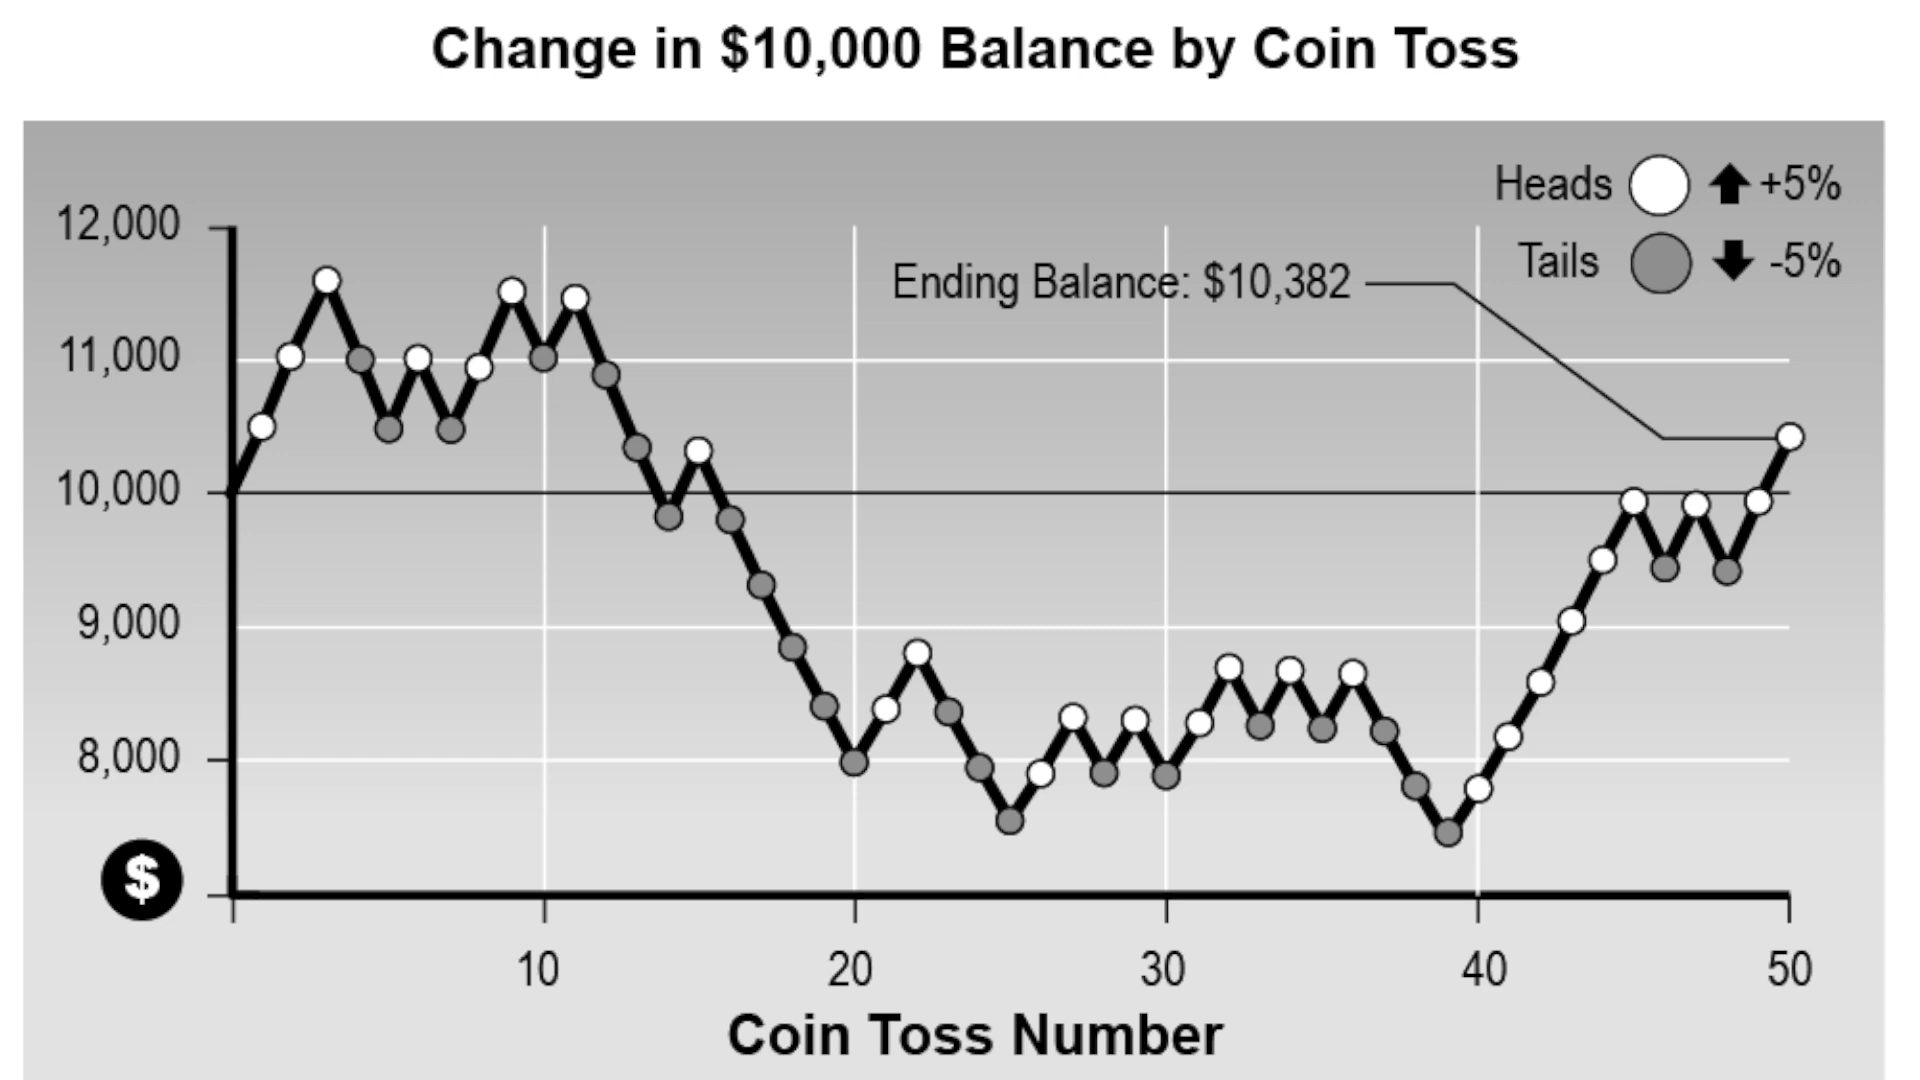 Change in $10,000 Balance by Coin Toss
Heads +5%
Tails -5%
Ending Balance: $10,382
12,000
11,000
10,000
9,000
8,000
$
10 20 30 40 50
Coin Toss Number